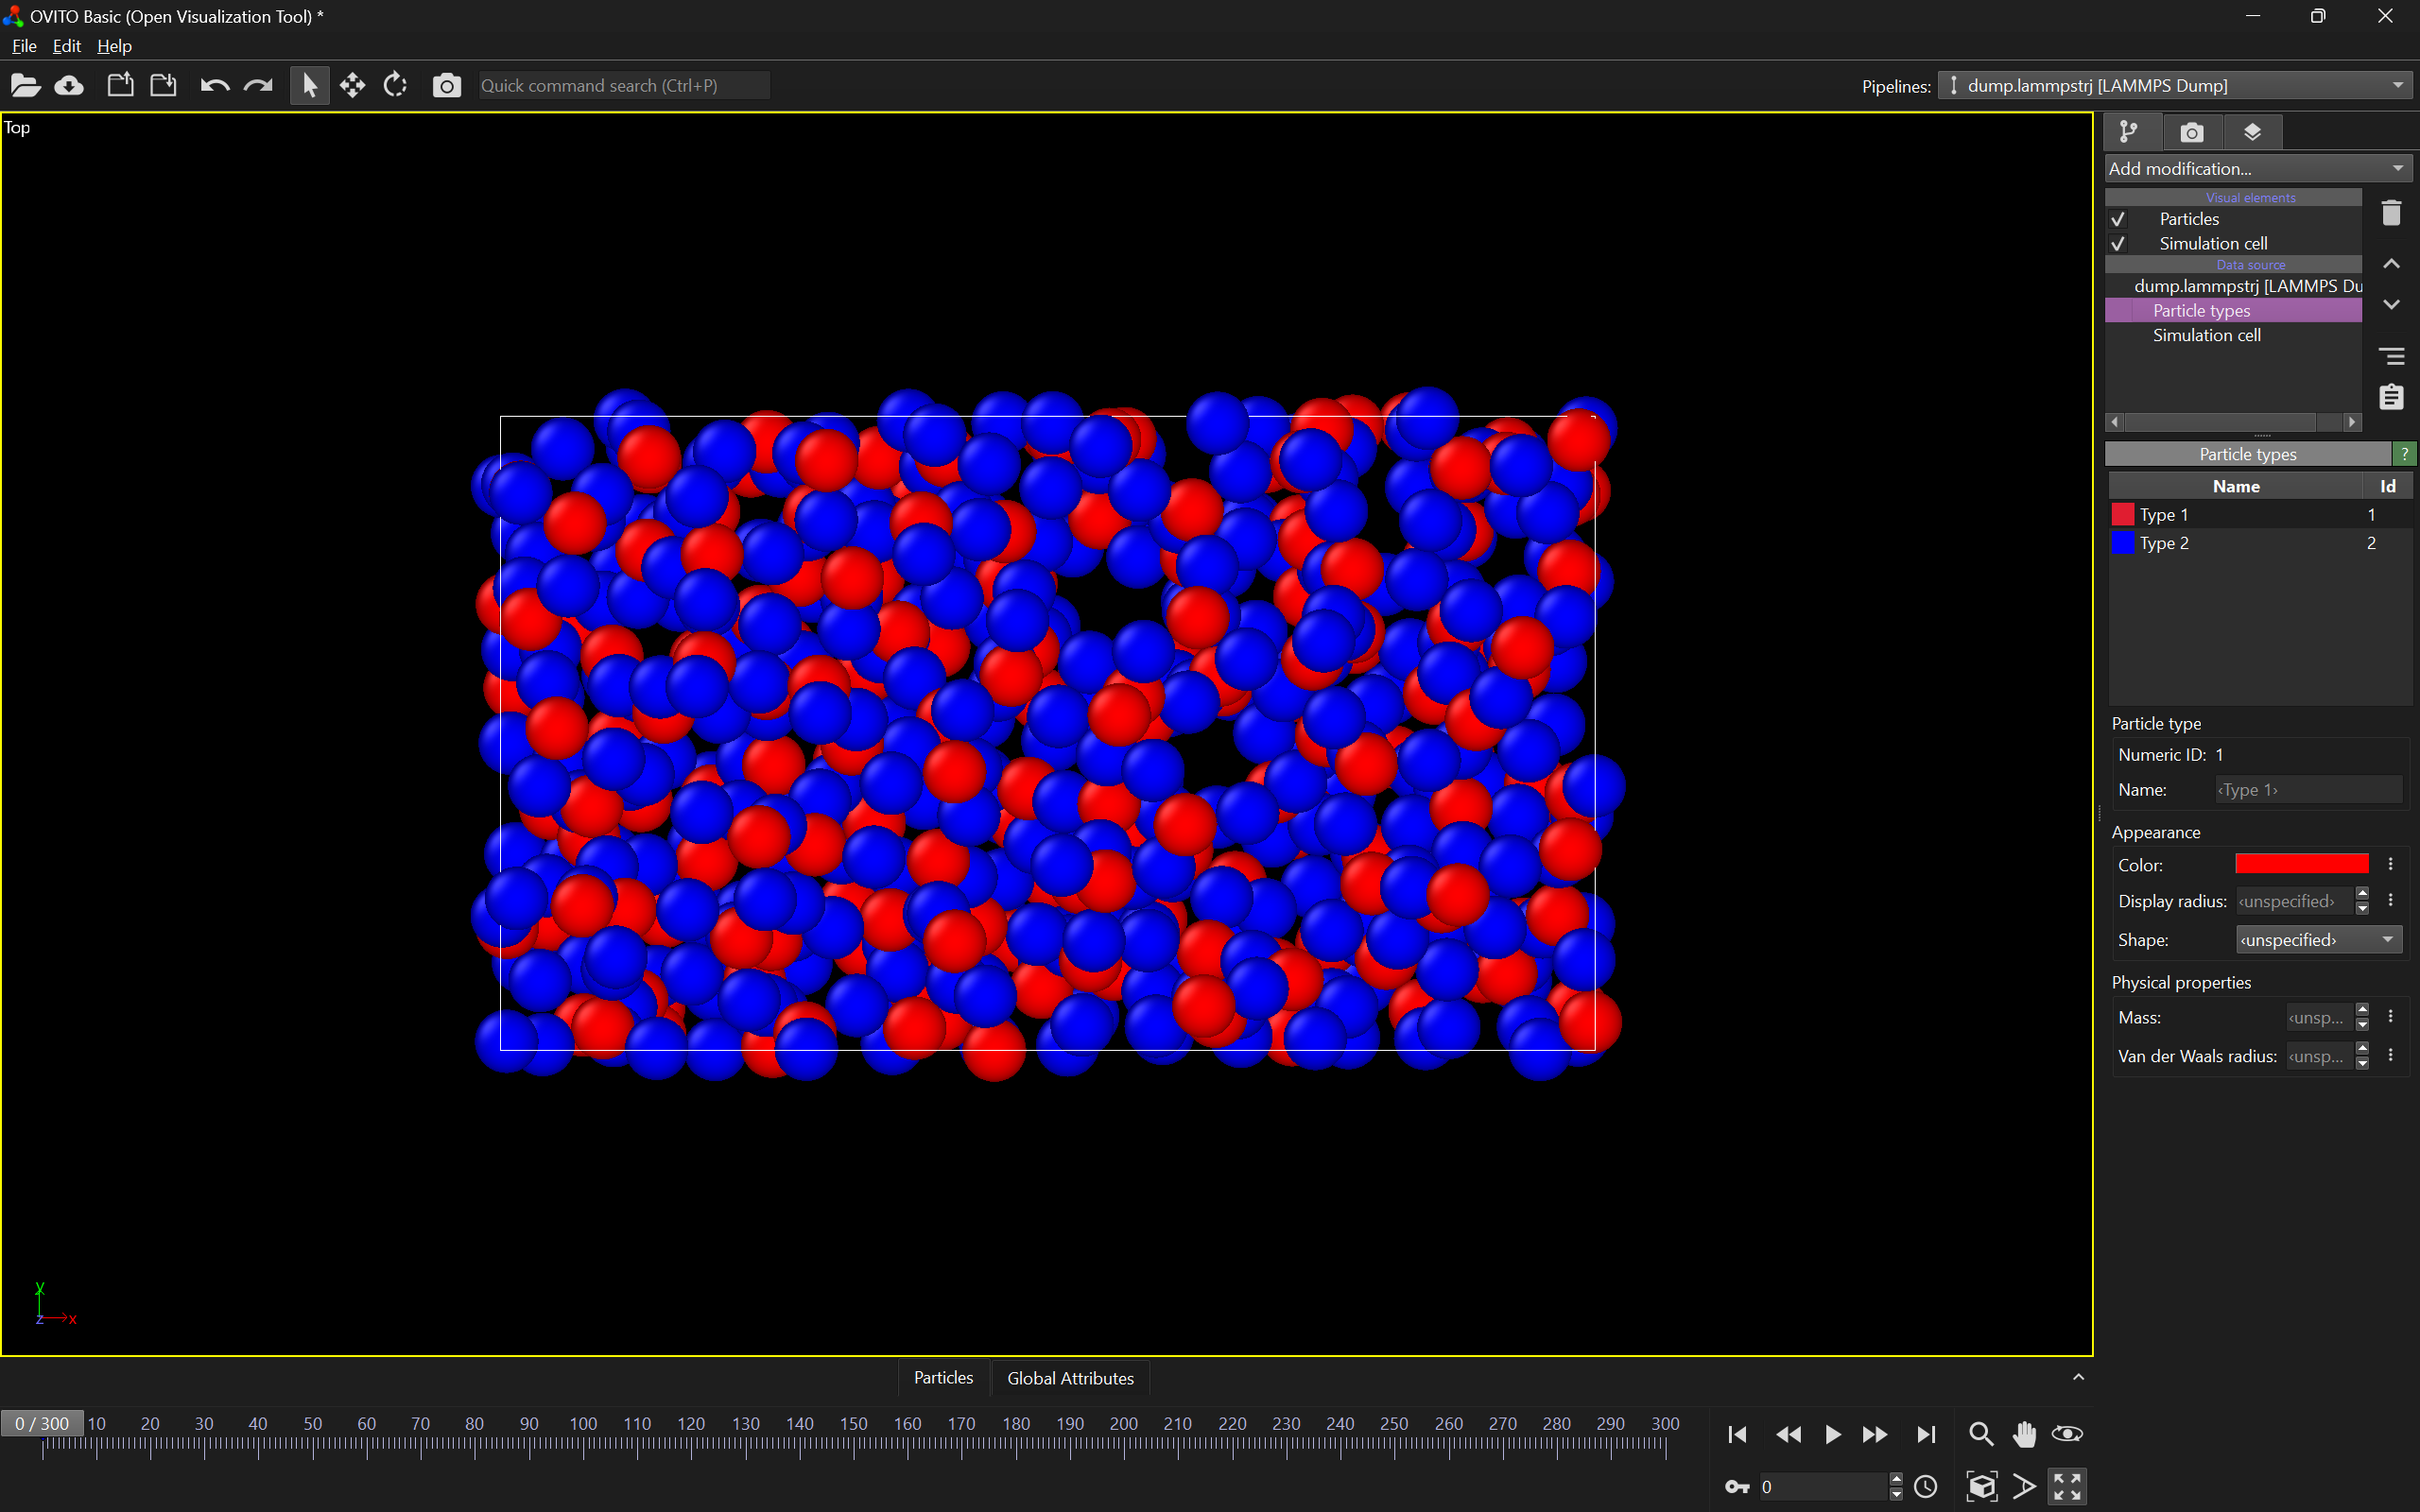 OVITO Basic (Open Visualization Tool) *
File Edit Help
Quick command search (Ctrl+P)
Pipelines: dump.lammpstrj [LAMMPS Dump]
Top
Add modification...
Visual elements
Particles
Simulation cell
Data source
dump.lammpstrj [LAMMPS Du
Particle types
Simulation cell
Particle types ?
Name Id
Type 1 1
Type 2 2
Particle type
Numeric ID: 1
Name: ‹Type 1›
Appearance
Color:
Display radius: ‹unspecified›
Shape: ‹unspecified›
Physical properties
Mass: ‹unsp...
Van der Waals radius: ‹unsp...
y
z x
Particles Global Attributes
0 / 300 10 20 30 40 50 60 70 80 90 100 110 120 130 140 150 160 170 180 190 200 210 220 230 240 250 260 270 280 290 300
0